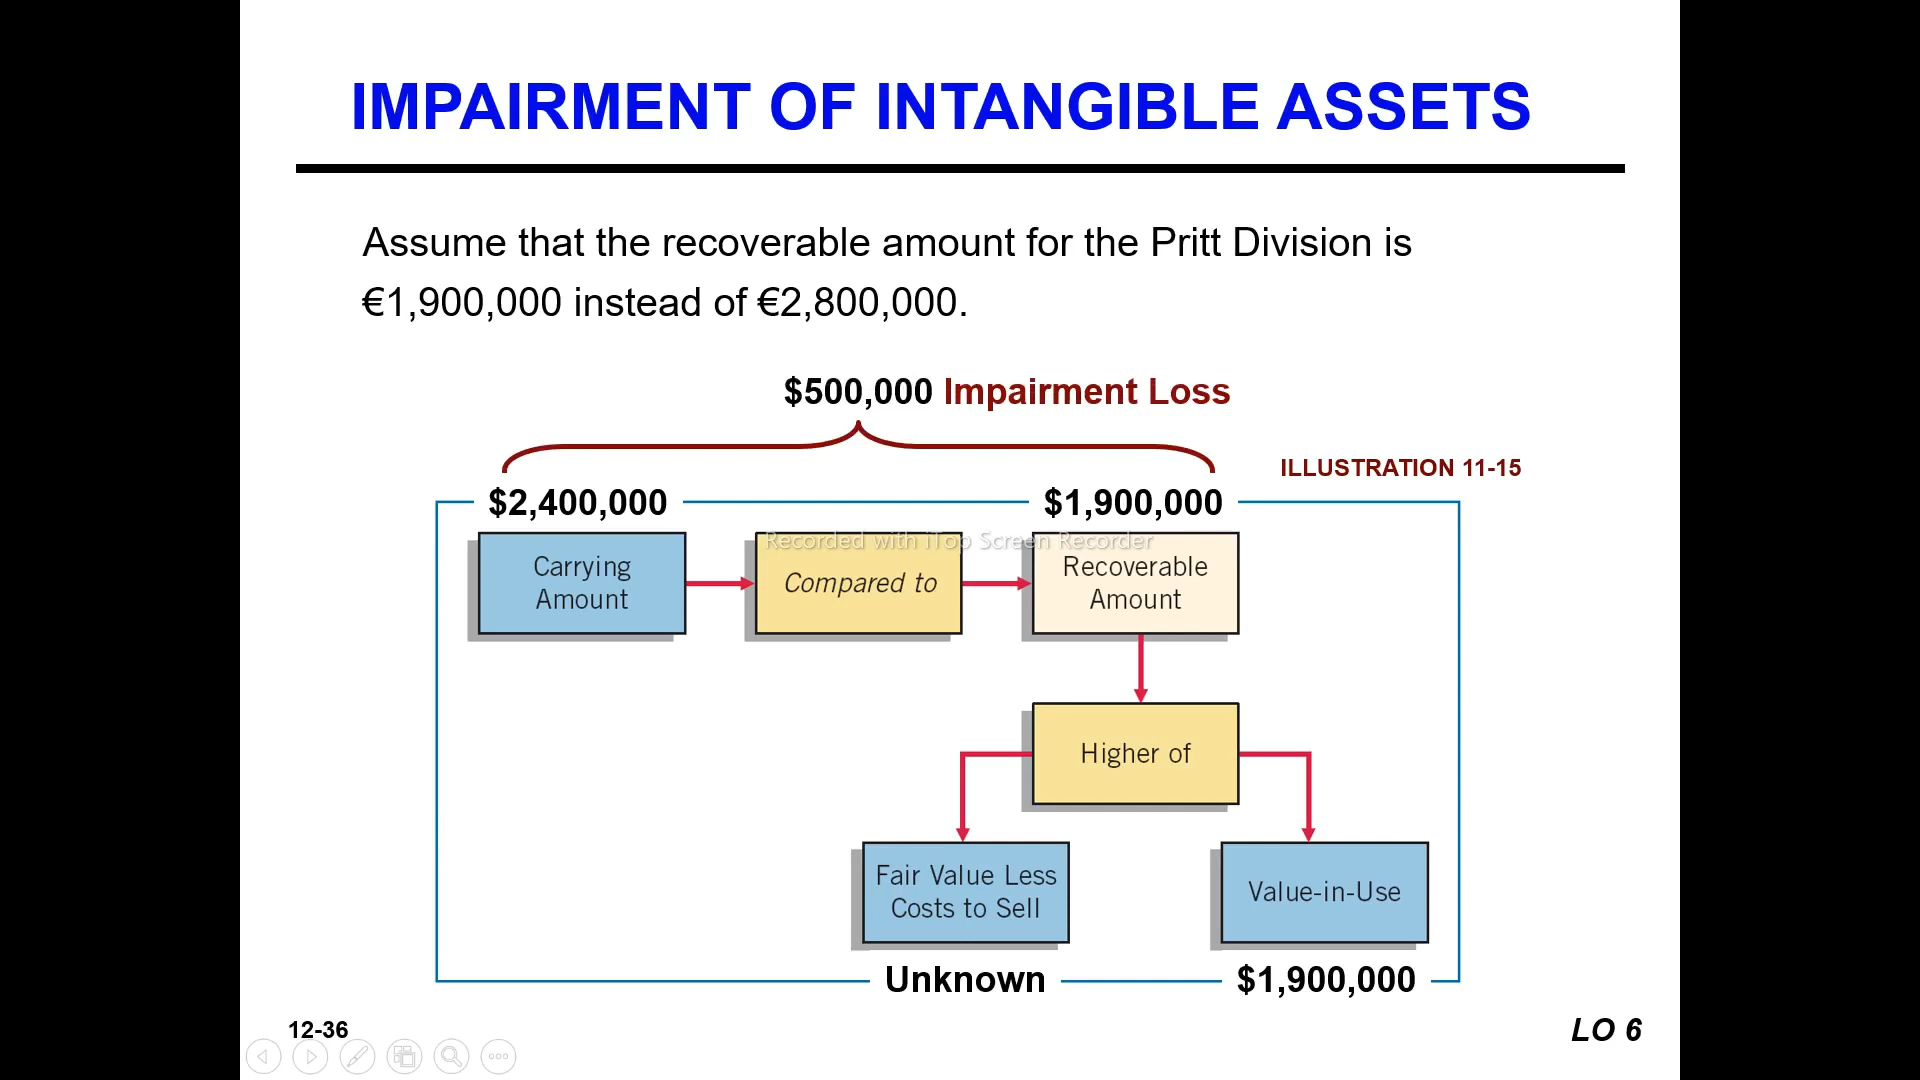 IMPAIRMENT OF INTANGIBLE ASSETS
Assume that the recoverable amount for the Pritt Division is
€1,900,000 instead of €2,800,000.
$500,000 Impairment Loss
ILLUSTRATION 11-15
$2,400,000
$1,900,000
Recorded with iTop Screen Recorder
Carrying
Amount
Compared to
Recoverable
Amount
Higher of
Fair Value Less
Costs to Sell
Value-in-Use
Unknown
$1,900,000
12-36
LO 6